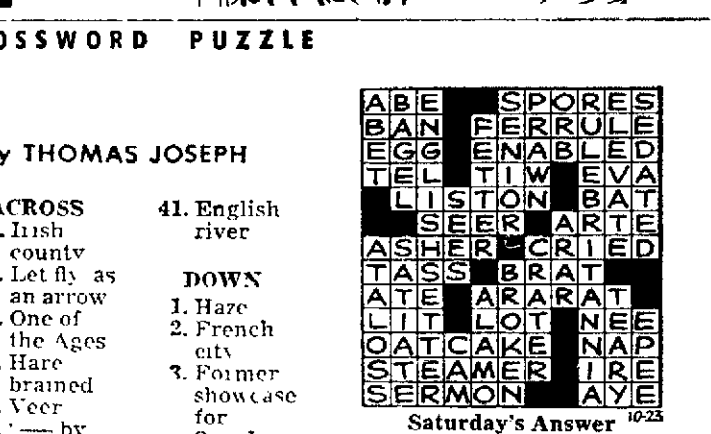 OSSWORD PUZZLE
y THOMAS JOSEPH
ACROSS
Irish
county
Let fly as
an arrow
One of
the Ages
Hare
brained
Veer
"— by
41. English
river
DOWN
1. Haze
2. French
city
3. Former
showcase
for
ABE SPORES
BAN FERRULE
EGG ENABLED
TEL TIW EVA
LISTON BAT
SEER ARTE
ASHER CRIED
TASS BRAT
ATE ARARAT
LIT LOT NEE
OATCAKE NAP
STEAMER IRE
SERMON AYE
Saturday's Answer 10-23